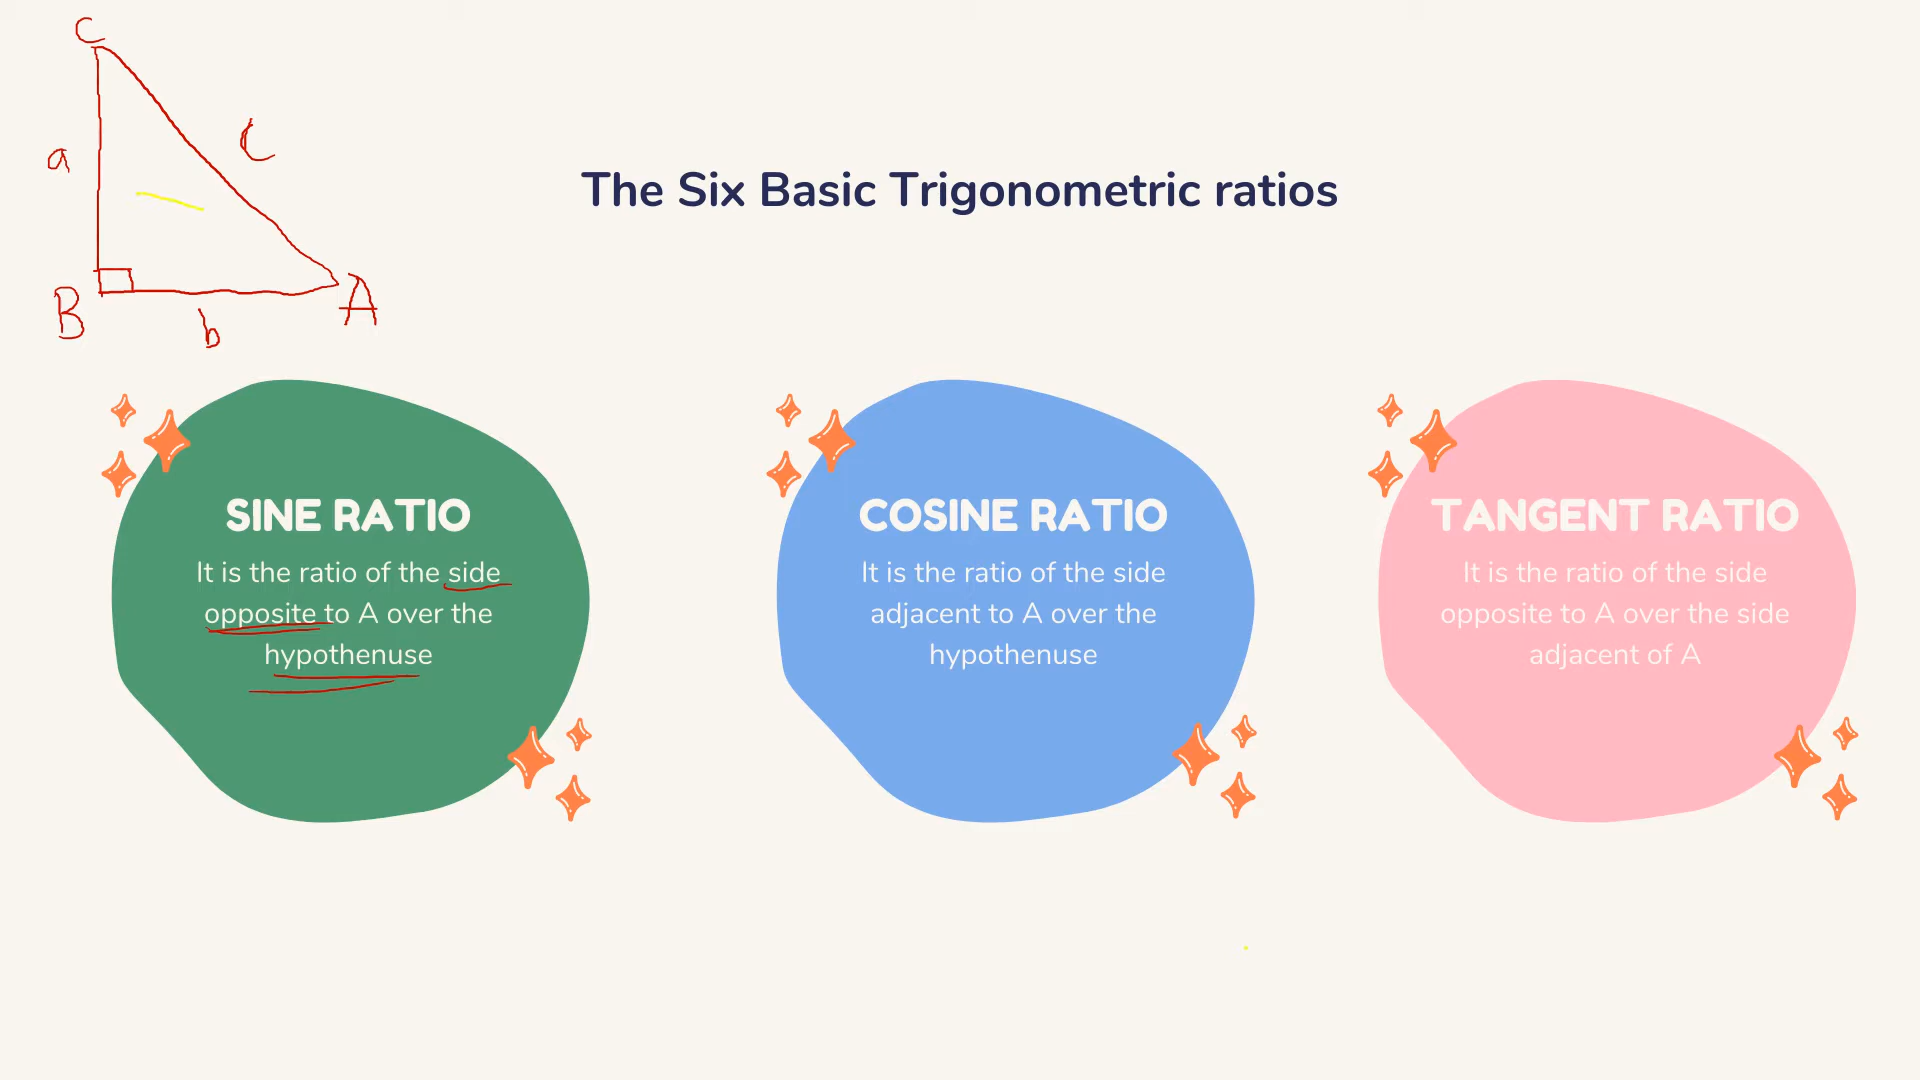 C
a
C
B
b
A
The Six Basic Trigonometric ratios
SINE RATIO
It is the ratio of the side
opposite to A over the
hypothenuse
COSINE RATIO
It is the ratio of the side
adjacent to A over the
hypothenuse
TANGENT RATIO
It is the ratio of the side
opposite to A over the side
adjacent of A